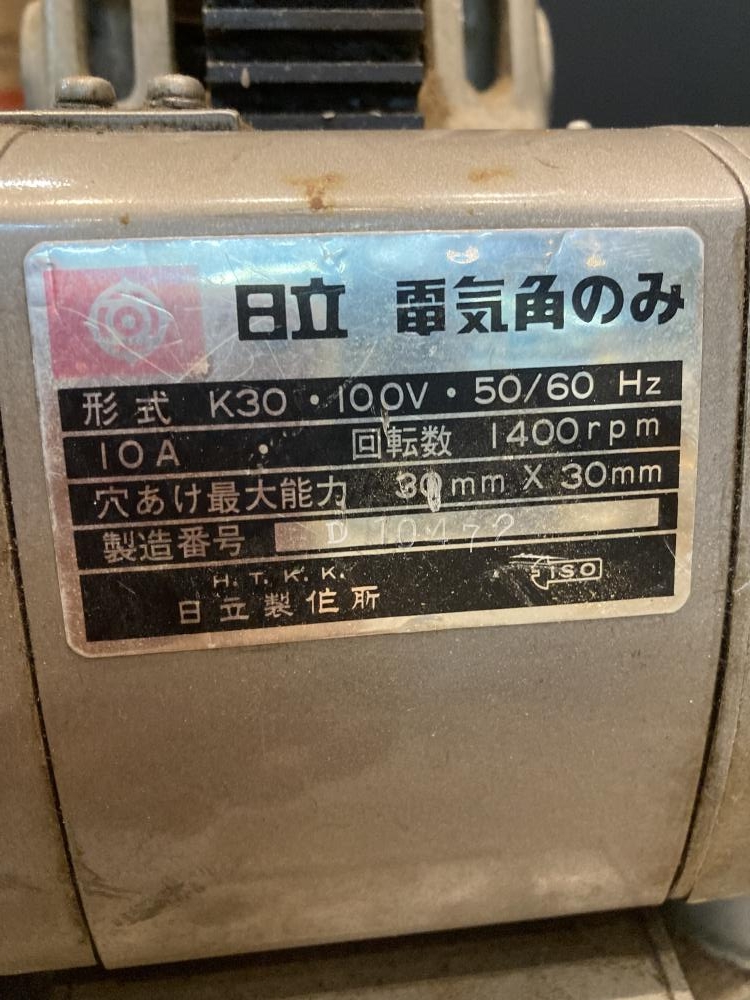 日立 電気角のみ
形式 K30・100V・50/60 Hz
10A ・ 回転数 1400rpm
穴あけ最大能力 30mm X 30mm
製造番号 D 10472
H.T.K.K.
日立製作所
ISO